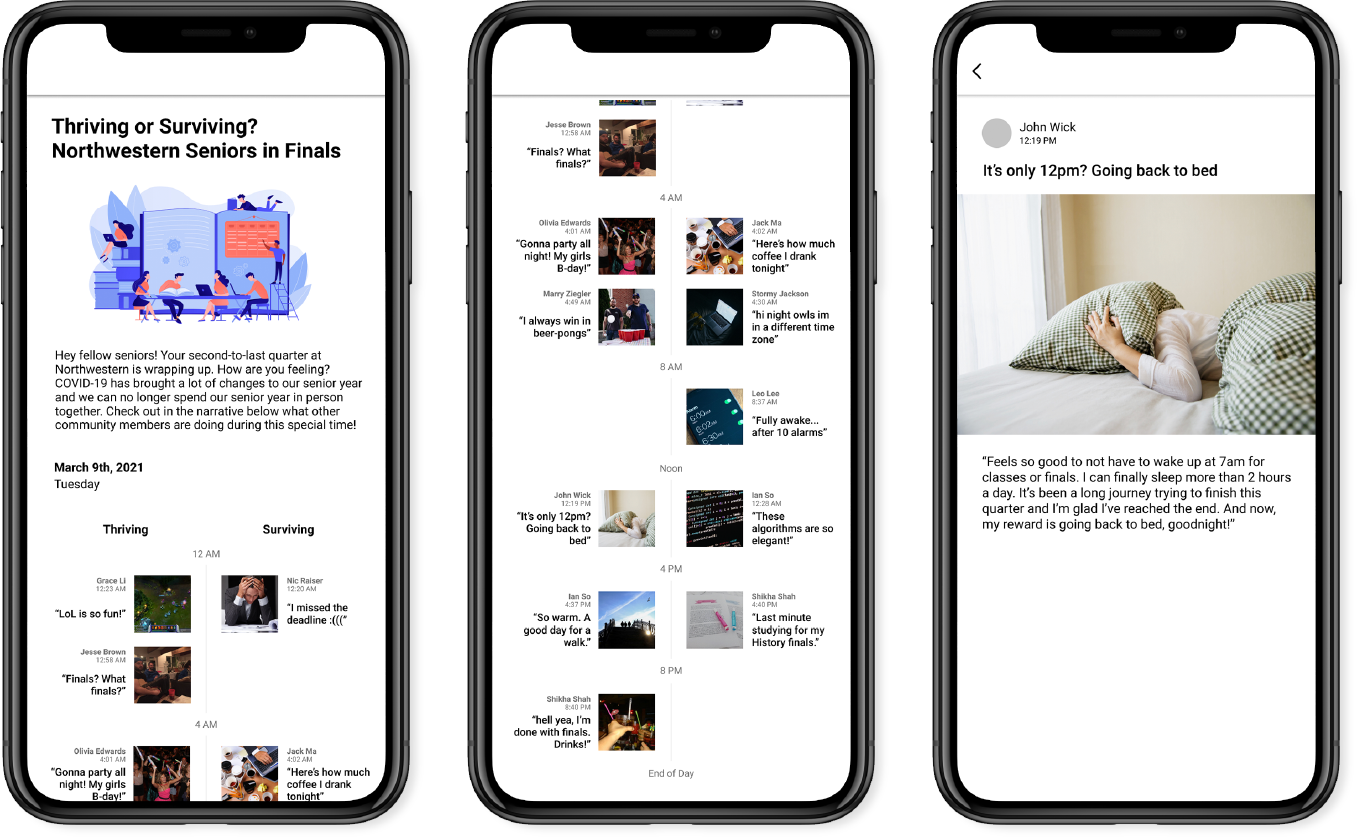 Thriving or Surviving?
Northwestern Seniors in Finals
Hey fellow seniors! Your second-to-last quarter at
Northwestern is wrapping up. How are you feeling?
COVID-19 has brought a lot of changes to our senior year
and we can no longer spend our senior year in person
together. Check out in the narrative below what other
community members are doing during this special time!
March 9th, 2021
Tuesday
Thriving
Surviving
12 AM
Grace Li
12:23 AM
“LoL is so fun!”
Nic Raiser
12:20 AM
“I missed the
deadline :(((”
Jesse Brown
12:58 AM
“Finals? What
finals?”
4 AM
Olivia Edwards
4:01 AM
“Gonna party all
night! My girls
B-day!”
Jack Ma
4:02 AM
“Here’s how much
coffee I drank
tonight”
Jesse Brown
12:58 AM
“Finals? What
finals?”
4 AM
Olivia Edwards
4:01 AM
“Gonna party all
night! My girls
B-day!”
Jack Ma
4:02 AM
“Here’s how much
coffee I drank
tonight”
Marry Ziegler
4:49 AM
“I always win in
beer-pongs”
Stormy Jackson
4:30 AM
“hi night owls im
in a different time
zone”
8 AM
6:00AM
6:02AM
6:30AM
Leo Lee
8:37 AM
“Fully awake...
after 10 alarms”
Noon
John Wick
12:19 PM
“It’s only 12pm?
Going back to
bed”
Ian So
12:28 AM
“These
algorithms are so
elegant!”
4 PM
Ian So
4:37 PM
“So warm. A
good day for a
walk.”
Shikha Shah
4:40 PM
“Last minute
studying for my
History finals.”
8 PM
Shikha Shah
8:40 PM
“hell yea, I’m
done with finals.
Drinks!”
End of Day
John Wick
12:19 PM
It’s only 12pm? Going back to bed
“Feels so good to not have to wake up at 7am for
classes or finals. I can finally sleep more than 2 hours
a day. It’s been a long journey trying to finish this
quarter and I’m glad I’ve reached the end. And now,
my reward is going back to bed, goodnight!”